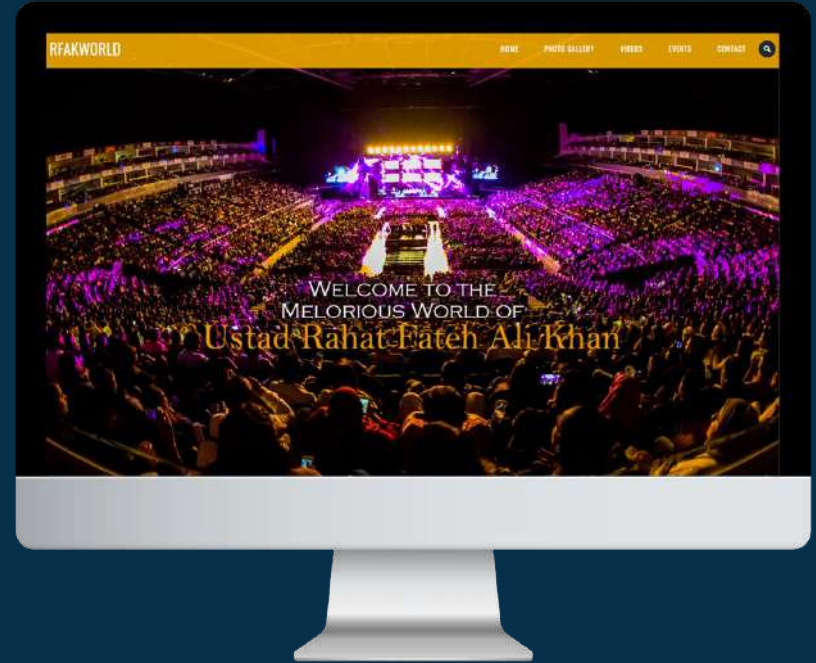 RFAKWORLD
HOME PHOTO GALLERY VIDEOS EVENTS CONTACT
WELCOME TO THE
MELORIOUS WORLD OF
Ustad Rahat Fateh Ali Khan